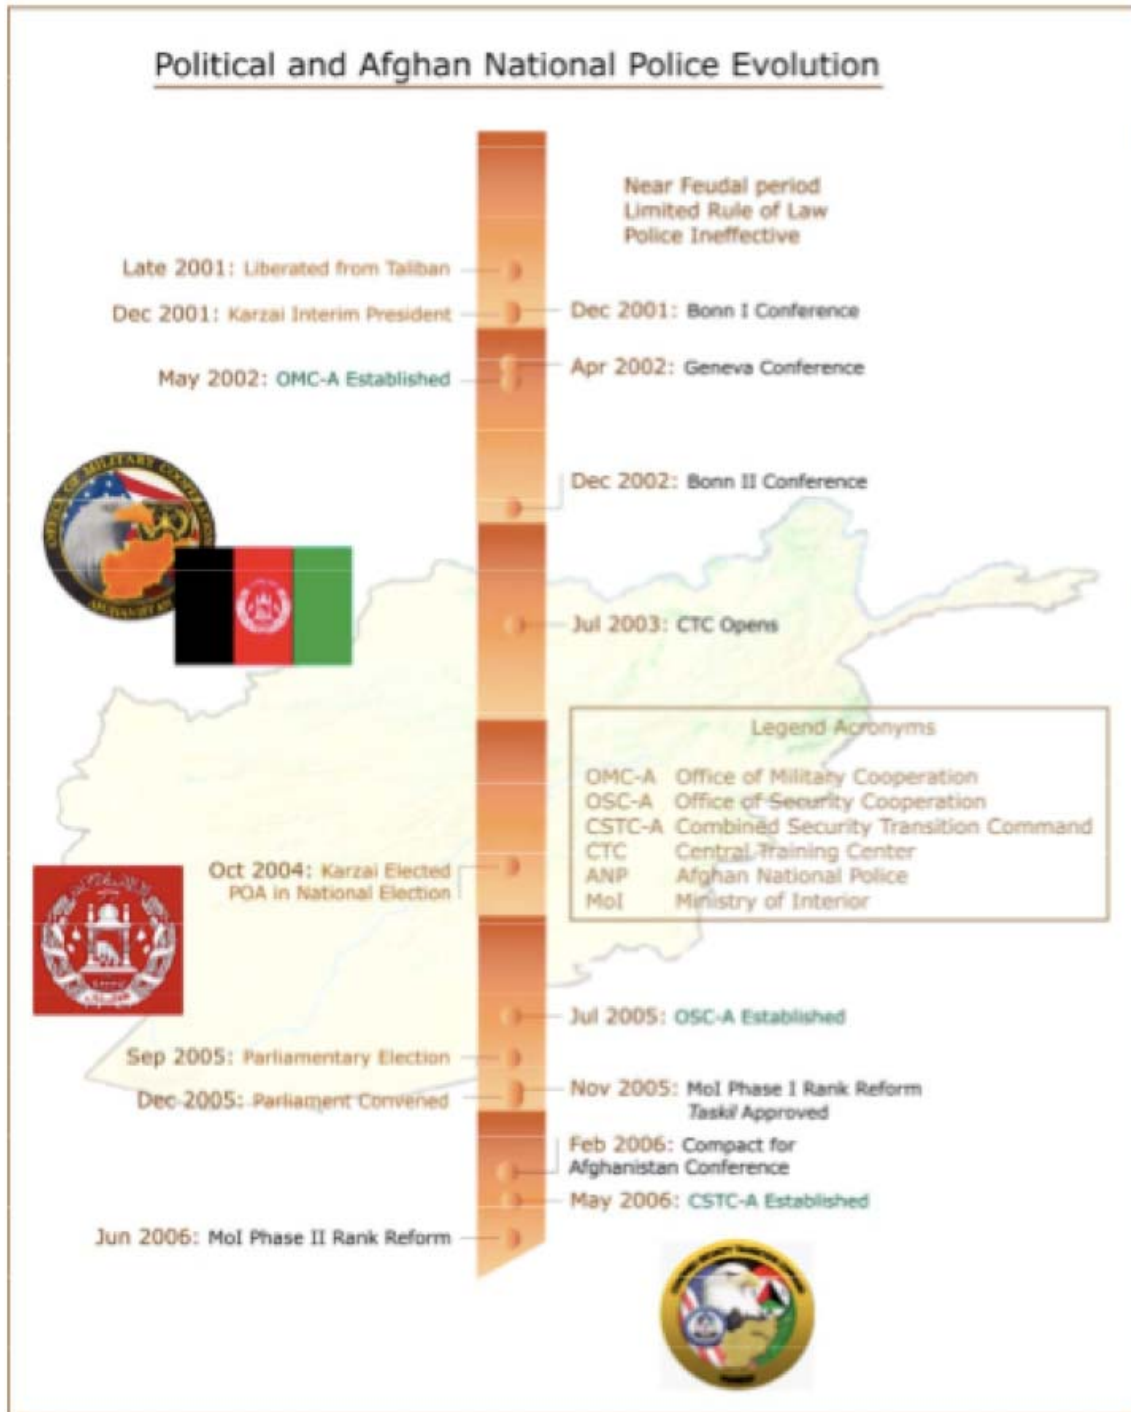 Political and Afghan National Police Evolution
Near Feudal period
Limited Rule of Law
Police Ineffective
Late 2001: Liberated from Taliban
Dec 2001: Karzai Interim President
Dec 2001: Bonn I Conference
Apr 2002: Geneva Conference
May 2002: OMC-A Established
Dec 2002: Bonn II Conference
OFFICE OF MILITARY COOPERATION
Jul 2003: CTC Opens
Legend Acronyms
OMC-A Office of Military Cooperation
OSC-A Office of Security Cooperation
CSTC-A Combined Security Transition Command
CTC Central Training Center
ANP Afghan National Police
MoI Ministry of Interior
Oct 2004: Karzai Elected
POA in National Election
Jul 2005: OSC-A Established
Sep 2005: Parliamentary Election
Nov 2005: MoI Phase I Rank Reform
Taskil Approved
Dec 2005: Parliament Convened
Feb 2006: Compact for
Afghanistan Conference
May 2006: CSTC-A Established
Jun 2006: MoI Phase II Rank Reform